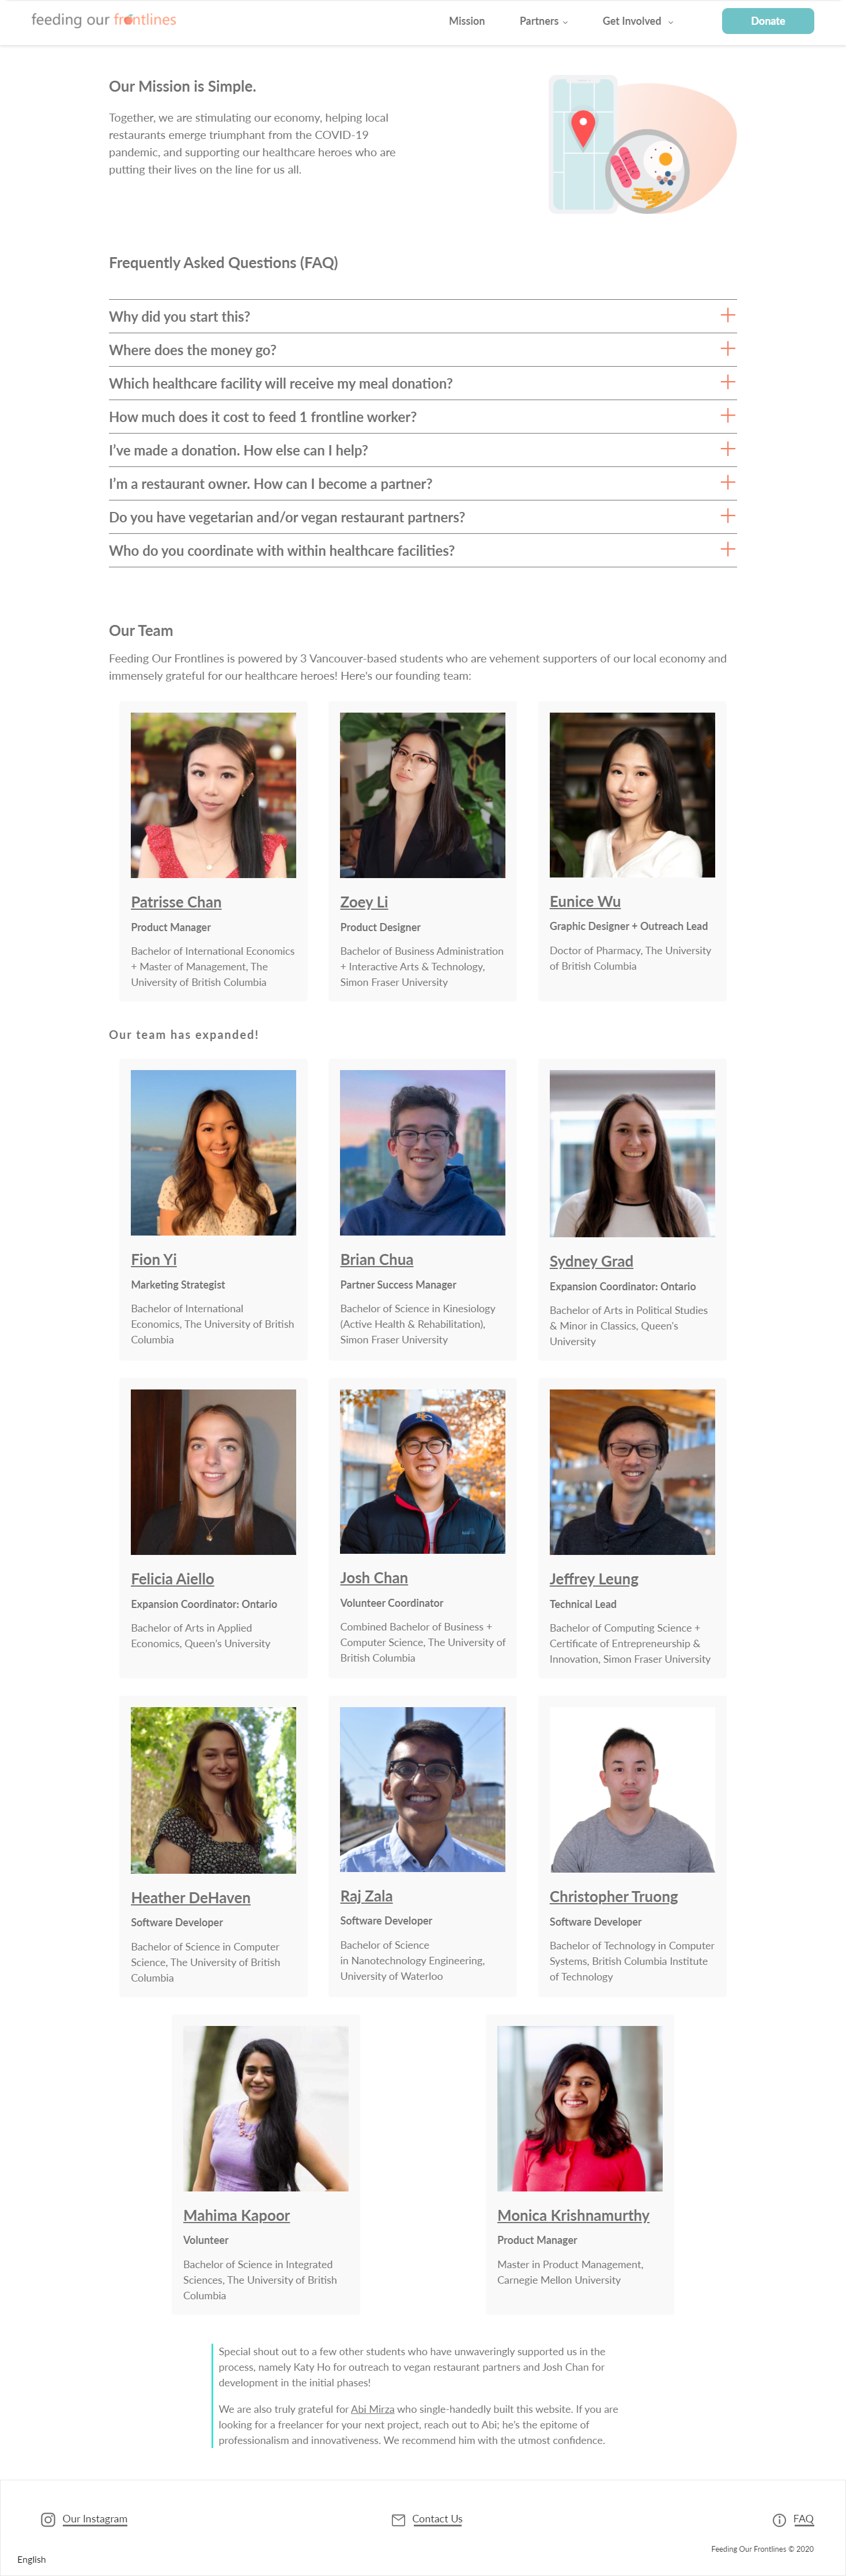 feeding our frontlines
Mission
Partners
Get Involved
Donate
Our Mission is Simple.
Together, we are stimulating our economy, helping local
restaurants emerge triumphant from the COVID-19
pandemic, and supporting our healthcare heroes who are
putting their lives on the line for us all.
Frequently Asked Questions (FAQ)
Why did you start this?
Where does the money go?
Which healthcare facility will receive my meal donation?
How much does it cost to feed 1 frontline worker?
I've made a donation. How else can I help?
I'm a restaurant owner. How can I become a partner?
Do you have vegetarian and/or vegan restaurant partners?
Who do you coordinate with within healthcare facilities?
Our Team
Feeding Our Frontlines is powered by 3 Vancouver-based students who are vehement supporters of our local economy and
immensely grateful for our healthcare heroes! Here's our founding team:
Patrisse Chan
Product Manager
Bachelor of International Economics
+ Master of Management, The
University of British Columbia
Zoey Li
Product Designer
Bachelor of Business Administration
+ Interactive Arts & Technology,
Simon Fraser University
Eunice Wu
Graphic Designer + Outreach Lead
Doctor of Pharmacy, The University
of British Columbia
Our team has expanded!
Fion Yi
Marketing Strategist
Bachelor of International
Economics, The University of British
Columbia
Brian Chua
Partner Success Manager
Bachelor of Science in Kinesiology
(Active Health & Rehabilitation),
Simon Fraser University
Sydney Grad
Expansion Coordinator: Ontario
Bachelor of Arts in Political Studies
& Minor in Classics, Queen's
University
Felicia Aiello
Expansion Coordinator: Ontario
Bachelor of Arts in Applied
Economics, Queen's University
Josh Chan
Volunteer Coordinator
Combined Bachelor of Business +
Computer Science, The University of
British Columbia
Jeffrey Leung
Technical Lead
Bachelor of Computing Science +
Certificate of Entrepreneurship &
Innovation, Simon Fraser University
Heather DeHaven
Software Developer
Bachelor of Science in Computer
Science, The University of British
Columbia
Raj Zala
Software Developer
Bachelor of Science
in Nanotechnology Engineering,
University of Waterloo
Christopher Truong
Software Developer
Bachelor of Technology in Computer
Systems, British Columbia Institute
of Technology
Mahima Kapoor
Volunteer
Bachelor of Science in Integrated
Sciences, The University of British
Columbia
Monica Krishnamurthy
Product Manager
Master in Product Management,
Carnegie Mellon University
Special shout out to a few other students who have unwaveringly supported us in the
process, namely Katy Ho for outreach to vegan restaurant partners and Josh Chan for
development in the initial phases!
We are also truly grateful for Abi Mirza who single-handedly built this website. If you are
looking for a freelancer for your next project, reach out to Abi; he's the epitome of
professionalism and innovativeness. We recommend him with the utmost confidence.
Our Instagram
Contact Us
FAQ
Feeding Our Frontlines © 2020
English